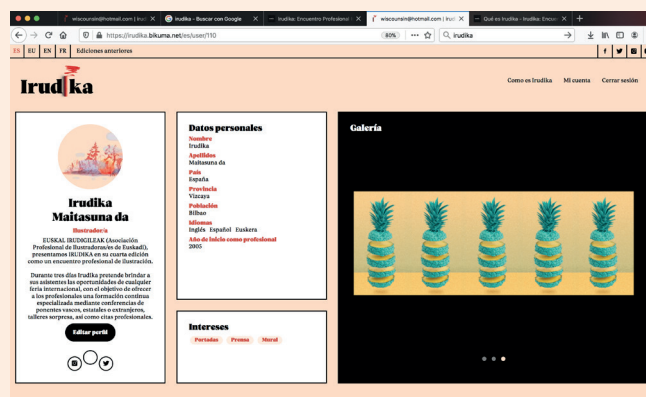 wiscoursin@hotmail.com | Irud
irudika - Buscar con Google
Irudika: Encuentro Profesional
wiscoursin@hotmail.com | Irud
Qué es Irudika - Irudika: Encuen
https://irudika.bikuma.net/es/user/110
80%
irudika
ES EU EN FR Ediciones anteriores
Irudika
Como es Irudika Mi cuenta Cerrar sesión
Irudika
Maitasuna da
Ilustrador/a
EUSKAL IRUDIGILEAK (Asociación
Profesional de Ilustradoras/es de Euskadi),
presentamos IRUDIKA en su cuarta edición
como un encuentro profesional de ilustración.
Durante tres días Irudika pretende brindar a
sus asistentes las oportunidades de cualquier
feria internacional, con el objetivo de ofrecer
a los profesionales una formación continua
especializada mediante conferencias de
ponentes vascos, estatales o extranjeros,
talleres sorpresa, así como citas profesionales.
Editar perfil
Datos personales
Nombre
Irudika
Apellidos
Maitasuna da
País
España
Provincia
Vizcaya
Población
Bilbao
Idiomas
Inglés Español Euskera
Año de inicio como profesional
2005
Intereses
Portadas Prensa Mural
Galería